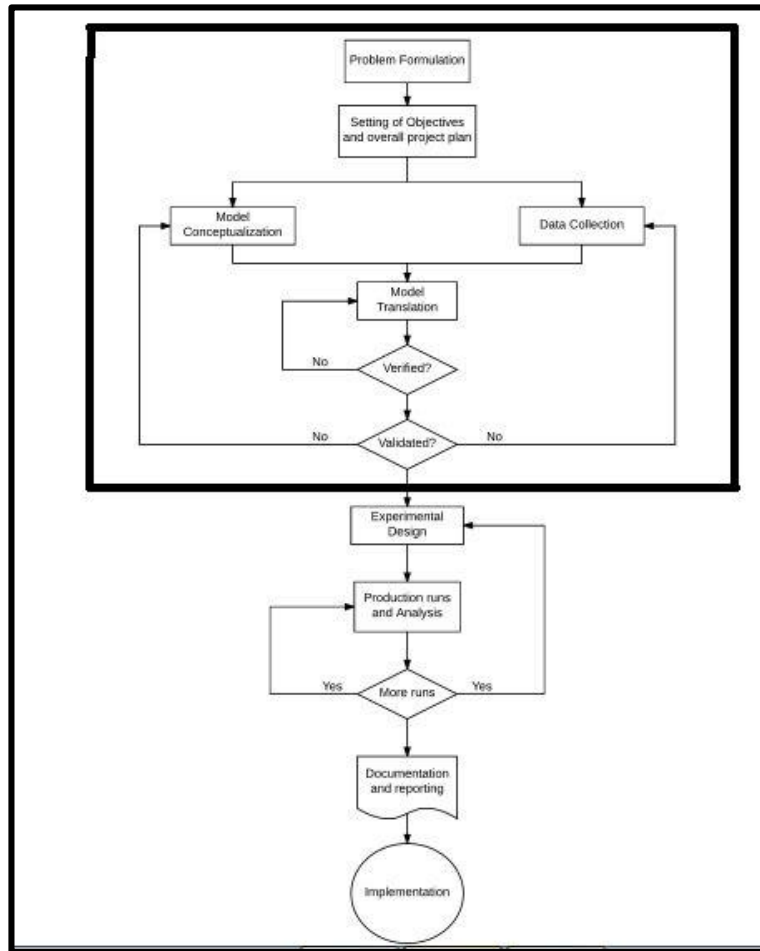 Problem Formulation
Setting of Objectives
and overall project plan
Model
Conceptualization
Data Collection
Model
Translation
No
Verified?
No
Validated?
No
Experimental
Design
Production runs
and Analysis
Yes
More runs
Yes
Documentation
and reporting
Implementation